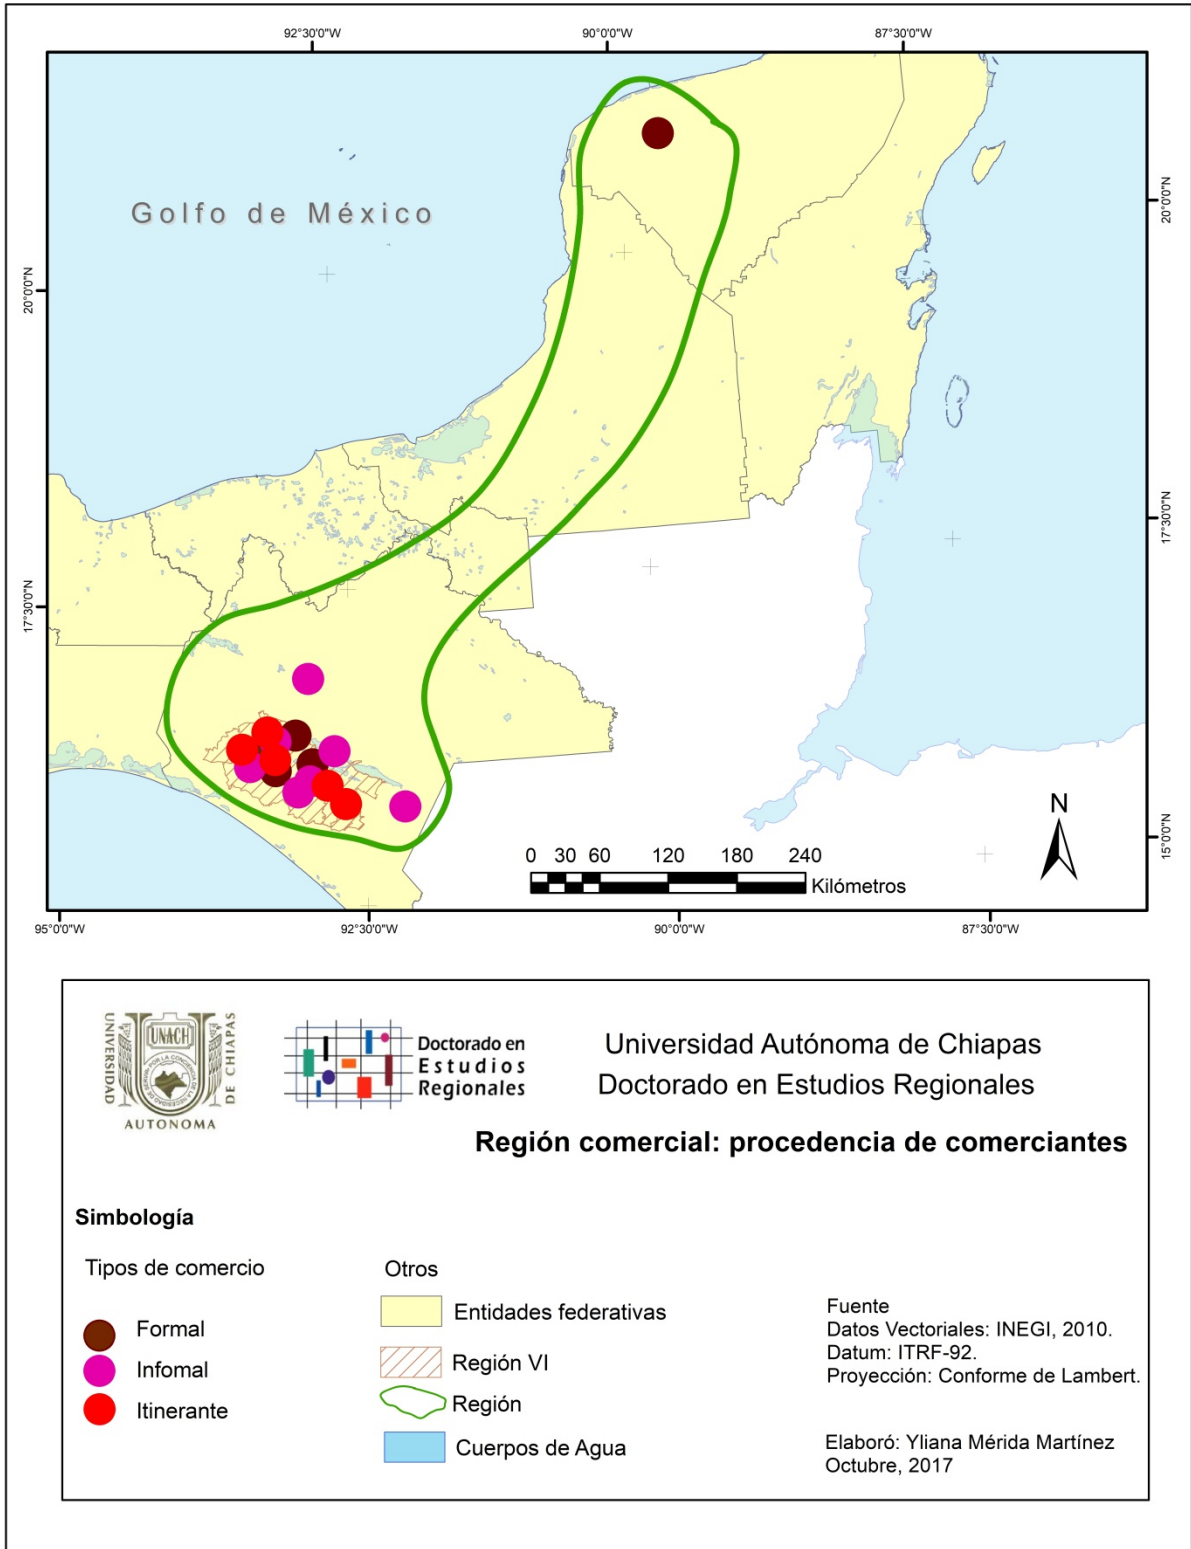 92°30'0"W 90°0'0"W 87°30'0"W
Golfo de México
20°0'0"N
20°0'0"N
17°30'0"N
17°30'0"N
15°0'0"N
N
0 30 60 120 180 240
Kilómetros
95°0'0"W 92°30'0"W 90°0'0"W 87°30'0"W
UNIVERSIDAD
UNACH
DE CHIAPAS
AUTONOMA
Doctorado en
Estudios
Regionales
Universidad Autónoma de Chiapas
Doctorado en Estudios Regionales
Región comercial: procedencia de comerciantes
Simbología
Tipos de comercio
Formal
Infomal
Itinerante
Otros
Entidades federativas
Región VI
Región
Cuerpos de Agua
Fuente
Datos Vectoriales: INEGI, 2010.
Datum: ITRF-92.
Proyección: Conforme de Lambert.
Elaboró: Yliana Mérida Martínez
Octubre, 2017